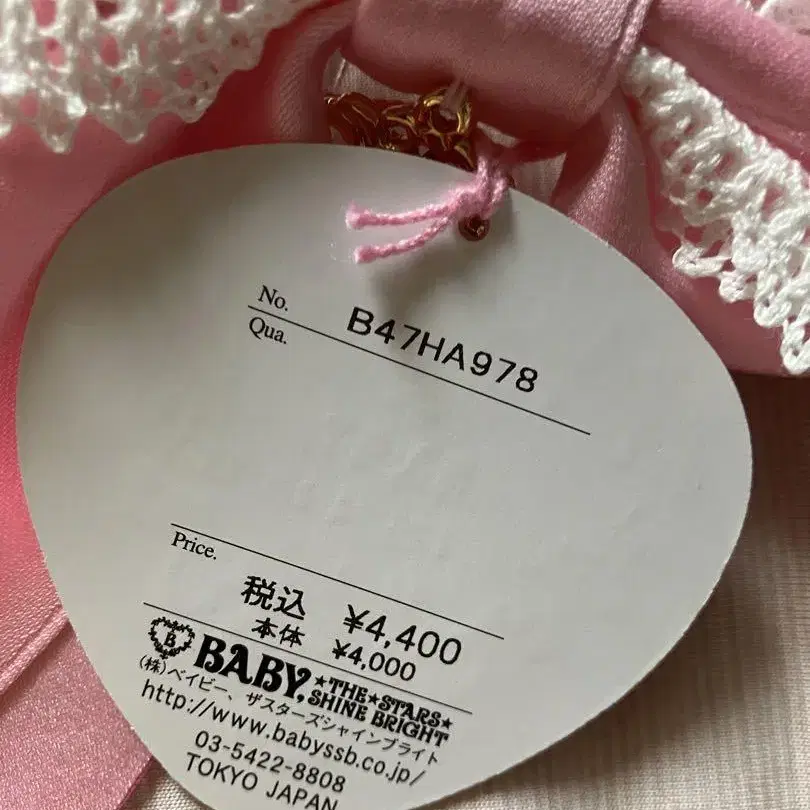 No. B47HA978
Qua.
Price.
税込 ¥4,400
本体 ¥4,000
B BABY, ★THE★STARS★
SHINE BRIGHT
(株)ベイビー、ザスターズシャインブライト
http://www.babyssb.co.jp/
03-5422-8808
TOKYO JAPAN